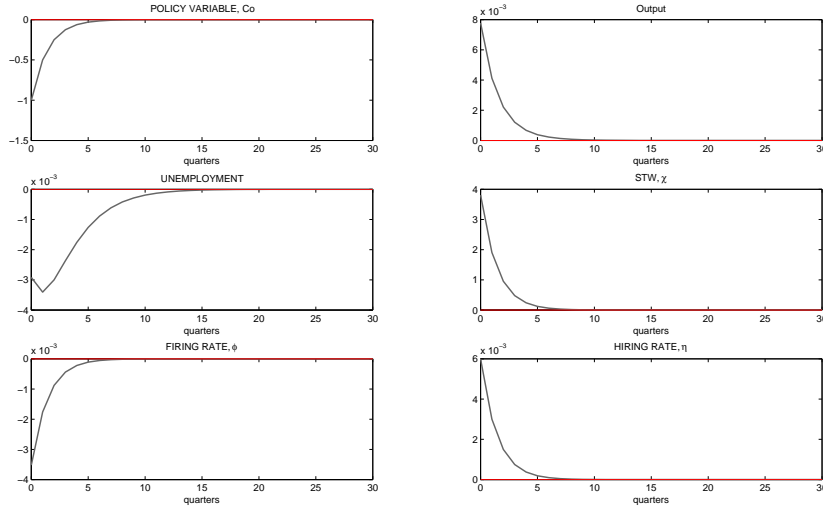 POLICY VARIABLE, Co
0
−0.5
−1
−1.5
0 5 10 15 20 25 30
quarters
Output
x 10⁻³
8
6
4
2
0
0 5 10 15 20 25 30
quarters
UNEMPLOYMENT
x 10⁻³
0
−1
−2
−3
−4
0 5 10 15 20 25 30
quarters
STW, χ
4
3
2
1
0
0 5 10 15 20 25 30
quarters
FIRING RATE, ϕ
x 10⁻³
0
−1
−2
−3
−4
0 5 10 15 20 25 30
quarters
HIRING RATE, η
x 10⁻³
6
4
2
0
0 5 10 15 20 25 30
quarters